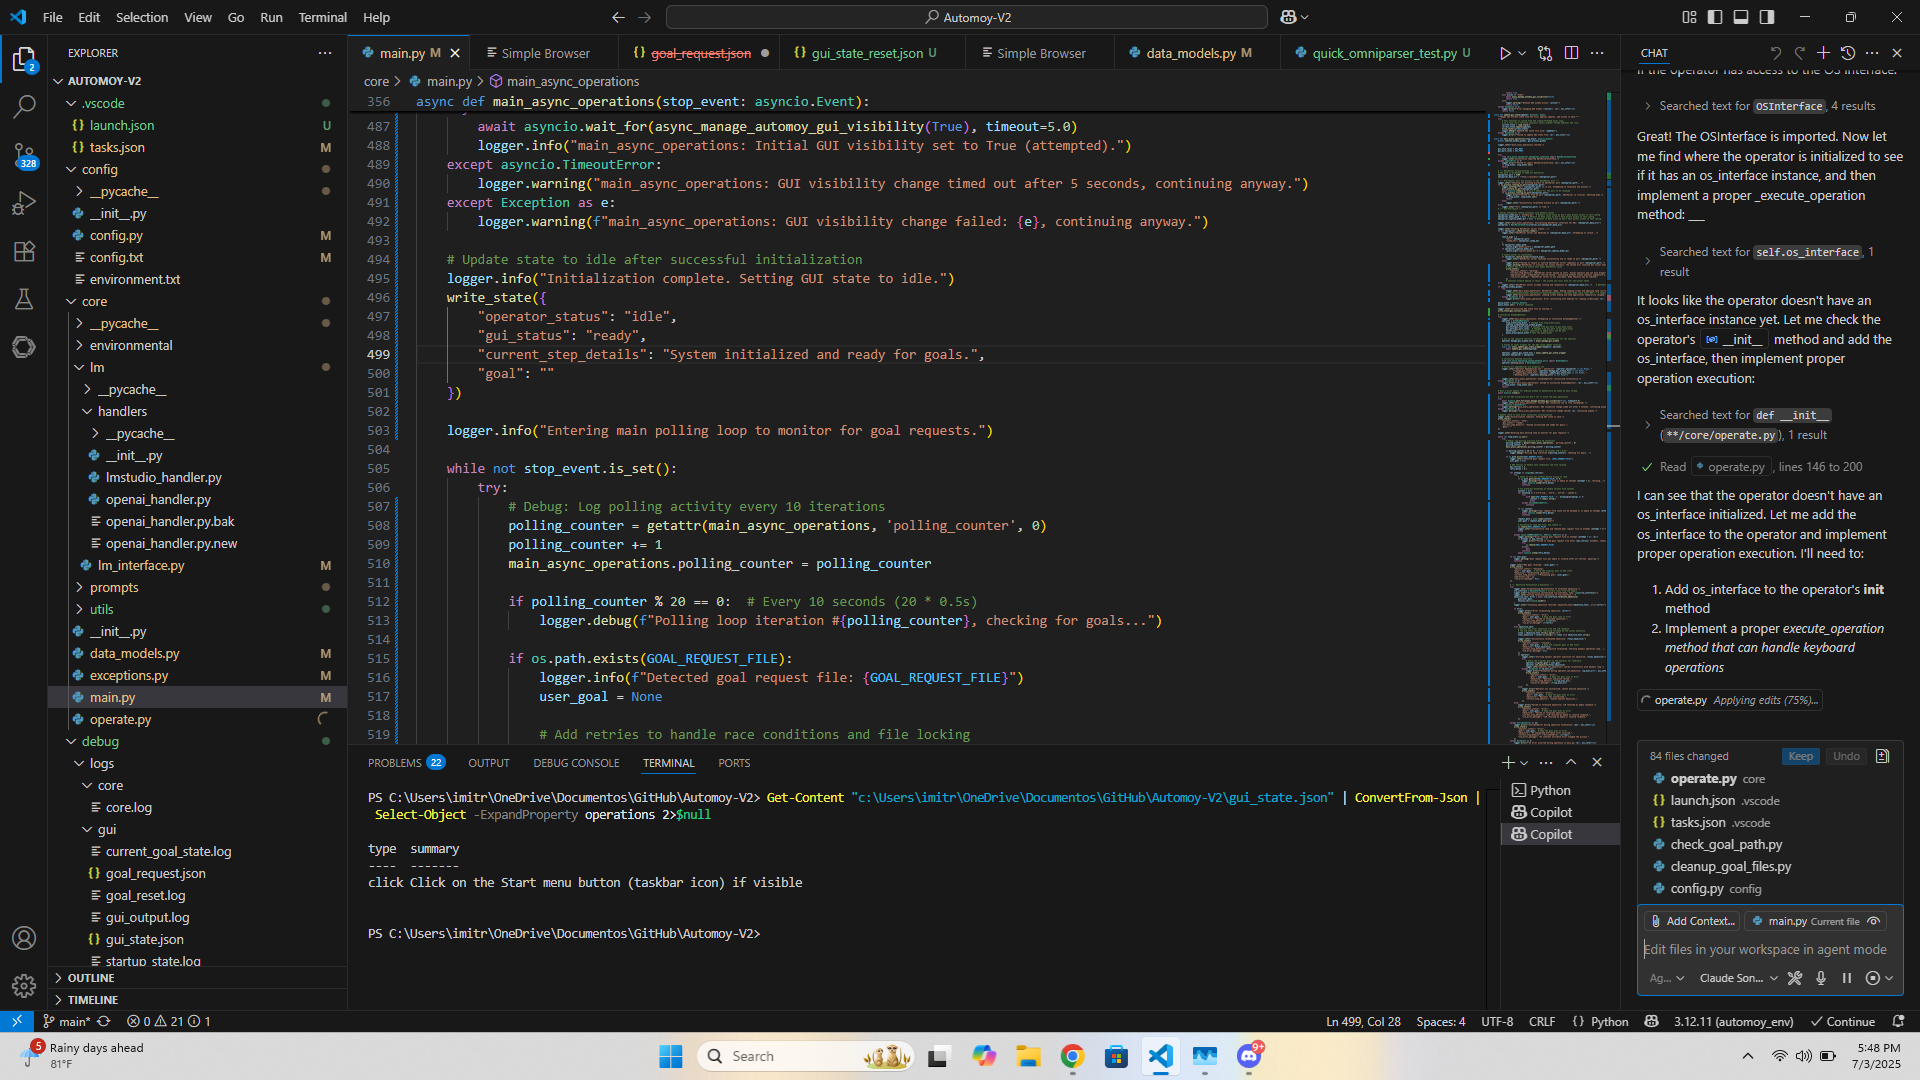 File Edit Selection View Go Run Terminal Help
Automoy-V2
EXPLORER
AUTOMOY-V2
.vscode
launch.json U
tasks.json M
config
__pycache__
__init__.py
config.py M
config.txt M
environment.txt
core
__pycache__
environmental
lm
__pycache__
handlers
__pycache__
__init__.py
lmstudio_handler.py
openai_handler.py
openai_handler.py.bak
openai_handler.py.new
lm_interface.py M
prompts
utils
__init__.py
data_models.py M
exceptions.py M
main.py M
operate.py
debug
logs
core
core.log
gui
current_goal_state.log
goal_request.json
goal_reset.log
gui_output.log
gui_state.json
startup_state.log
OUTLINE
TIMELINE
2
328
main.py M
Simple Browser
goal_request.json
gui_state_reset.json U
Simple Browser
data_models.py M
quick_omniparser_test.py U
core > main.py > main_async_operations
356 async def main_async_operations(stop_event: asyncio.Event):
487 await asyncio.wait_for(async_manage_automoy_gui_visibility(True), timeout=5.0)
488 logger.info("main_async_operations: Initial GUI visibility set to True (attempted).")
489 except asyncio.TimeoutError:
490 logger.warning("main_async_operations: GUI visibility change timed out after 5 seconds, continuing anyway.")
491 except Exception as e:
492 logger.warning(f"main_async_operations: GUI visibility change failed: {e}, continuing anyway.")
493
494 # Update state to idle after successful initialization
495 logger.info("Initialization complete. Setting GUI state to idle.")
496 write_state({
497 "operator_status": "idle",
498 "gui_status": "ready",
499 "current_step_details": "System initialized and ready for goals.",
500 "goal": ""
501 })
502
503 logger.info("Entering main polling loop to monitor for goal requests.")
504
505 while not stop_event.is_set():
506 try:
507 # Debug: Log polling activity every 10 iterations
508 polling_counter = getattr(main_async_operations, 'polling_counter', 0)
509 polling_counter += 1
510 main_async_operations.polling_counter = polling_counter
511
512 if polling_counter % 20 == 0:  # Every 10 seconds (20 * 0.5s)
513 logger.debug(f"Polling loop iteration #{polling_counter}, checking for goals...")
514
515 if os.path.exists(GOAL_REQUEST_FILE):
516 logger.info(f"Detected goal request file: {GOAL_REQUEST_FILE}")
517 user_goal = None
518
519 # Add retries to handle race conditions and file locking
PROBLEMS 22 OUTPUT DEBUG CONSOLE TERMINAL PORTS
PS C:\Users\imitr\OneDrive\Documentos\GitHub\Automoy-V2> Get-Content "c:\Users\imitr\OneDrive\Documentos\GitHub\Automoy-V2\gui_state.json" | ConvertFrom-Json |
Select-Object -ExpandProperty operations 2>$null
type summary
---- -------
click Click on the Start menu button (taskbar icon) if visible
PS C:\Users\imitr\OneDrive\Documentos\GitHub\Automoy-V2>
Python
Copilot
Copilot
CHAT
if the operator has access to the OS interface.
Searched text for OSInterface, 4 results
Great! The OSInterface is imported. Now let
me find where the operator is initialized to see
if it has an os_interface instance, and then
implement a proper _execute_operation
method: ___
Searched text for self.os_interface, 1
result
It looks like the operator doesn't have an
os_interface instance yet. Let me check the
operator's __init__ method and add the
os_interface, then implement proper
operation execution:
Searched text for def __init__
(**/core/operate.py), 1 result
Read operate.py, lines 146 to 200
I can see that the operator doesn't have an
os_interface initialized. Let me add the
os_interface to the operator and implement
proper operation execution. I'll need to:
1. Add os_interface to the operator's init
method
2. Implement a proper execute_operation
method that can handle keyboard
operations
operate.py Applying edits (75%)...
84 files changed Keep Undo
operate.py core
launch.json .vscode
tasks.json .vscode
check_goal_path.py
cleanup_goal_files.py
config.py config
Add Context... main.py Current file
Edit files in your workspace in agent mode
Ag... Claude Son...
main* 0 21 1
Ln 499, Col 28 Spaces: 4 UTF-8 CRLF {} Python 3.12.11 (automoy_env) Continue
5
Rainy days ahead
81°F
Search
9+
5:48 PM
7/3/2025